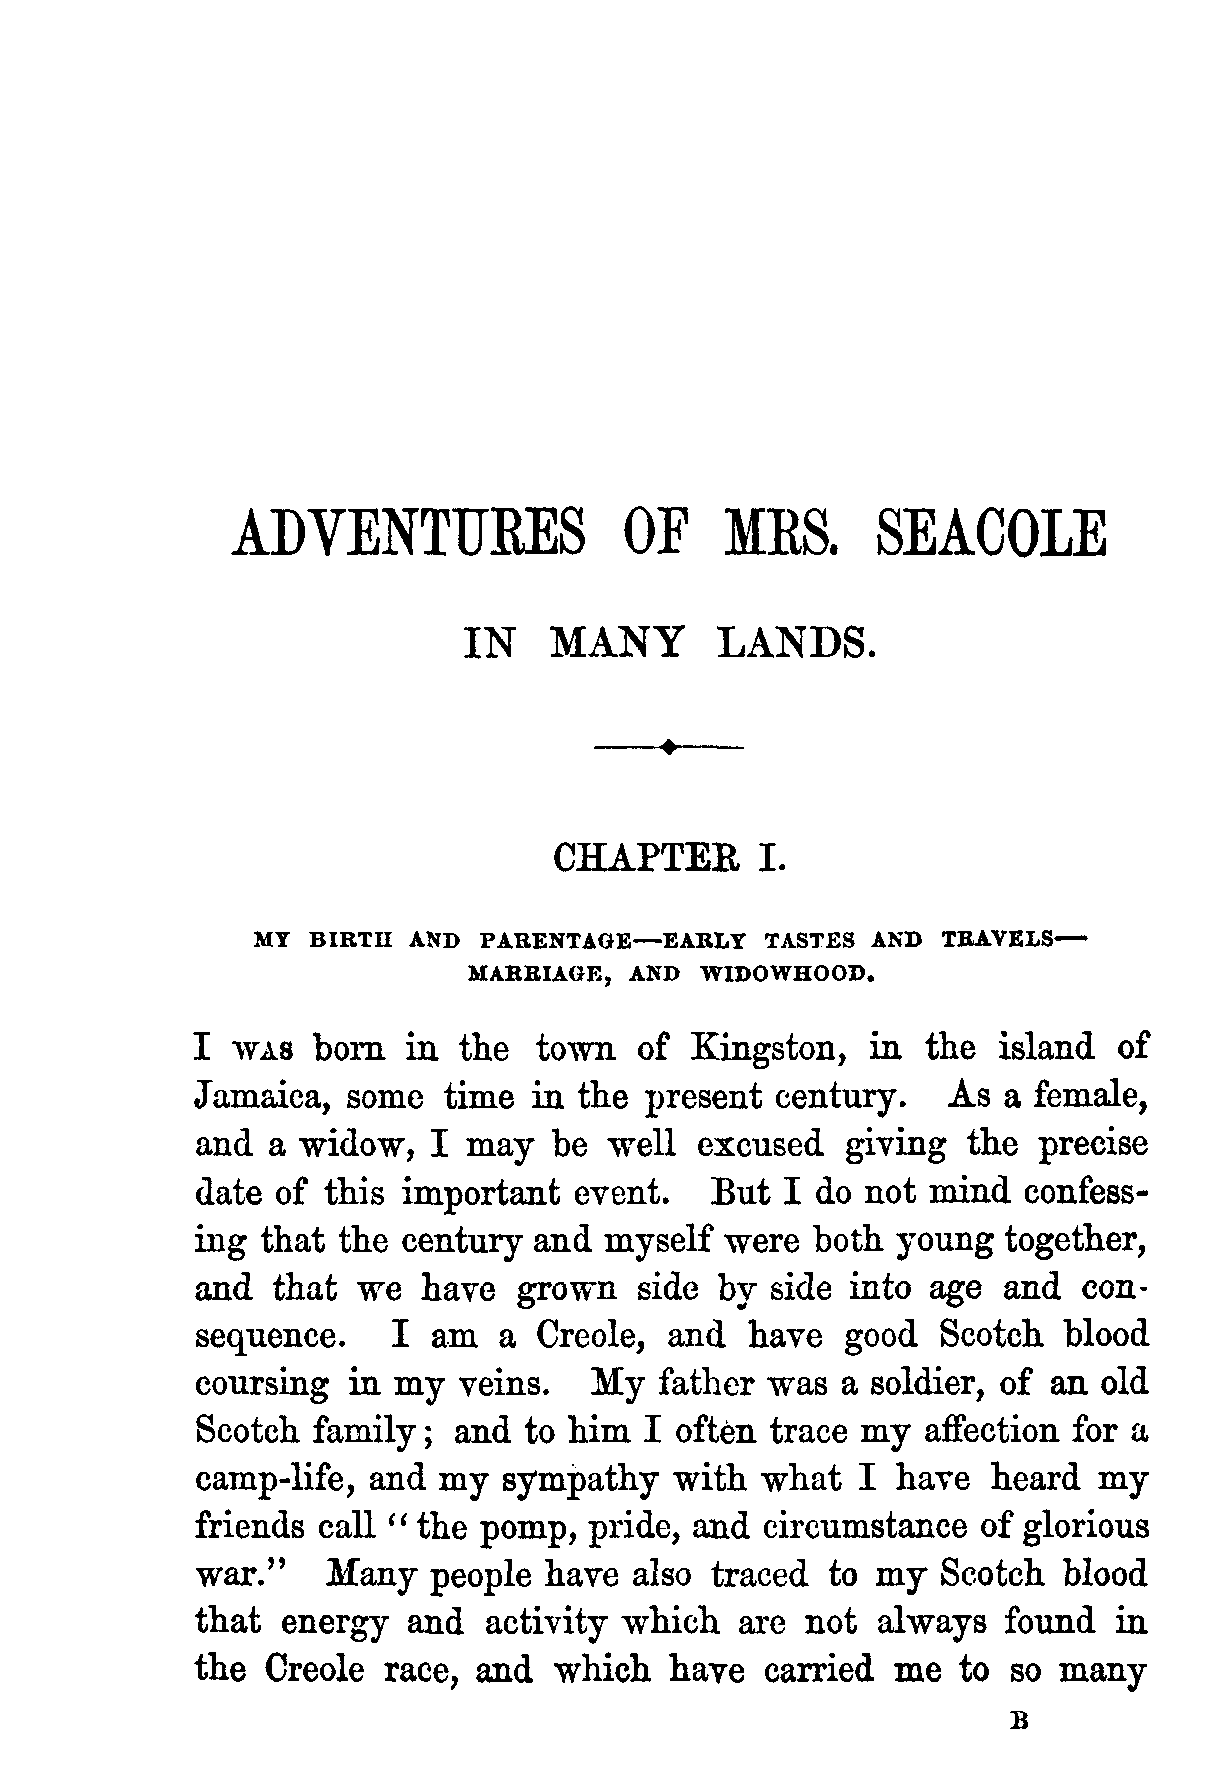 ADVENTURES OF MRS. SEACOLE
IN MANY LANDS.
CHAPTER I.
MY BIRTH AND PARENTAGE—EARLY TASTES AND TRAVELS—
MARRIAGE, AND WIDOWHOOD.
I WAS born in the town of Kingston, in the island of
Jamaica, some time in the present century. As a female,
and a widow, I may be well excused giving the precise
date of this important event. But I do not mind confess-
ing that the century and myself were both young together,
and that we have grown side by side into age and con-
sequence. I am a Creole, and have good Scotch blood
coursing in my veins. My father was a soldier, of an old
Scotch family; and to him I often trace my affection for a
camp-life, and my sympathy with what I have heard my
friends call "the pomp, pride, and circumstance of glorious
war." Many people have also traced to my Scotch blood
that energy and activity which are not always found in
the Creole race, and which have carried me to so many
B